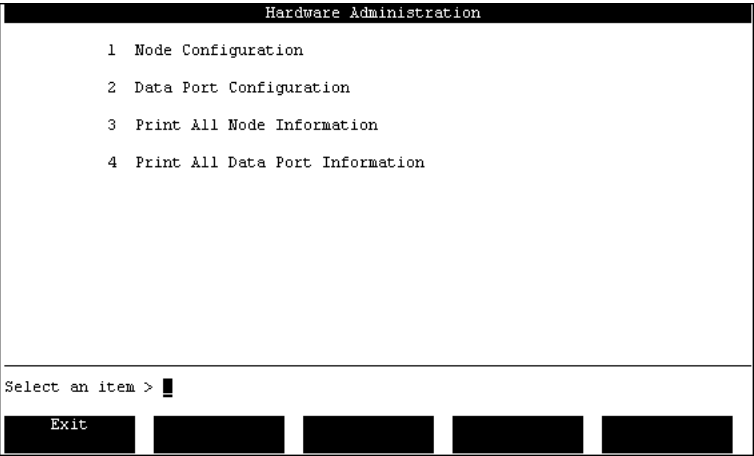 Hardware Administration
1 Node Configuration
2 Data Port Configuration
3 Print All Node Information
4 Print All Data Port Information
Select an item >
Exit